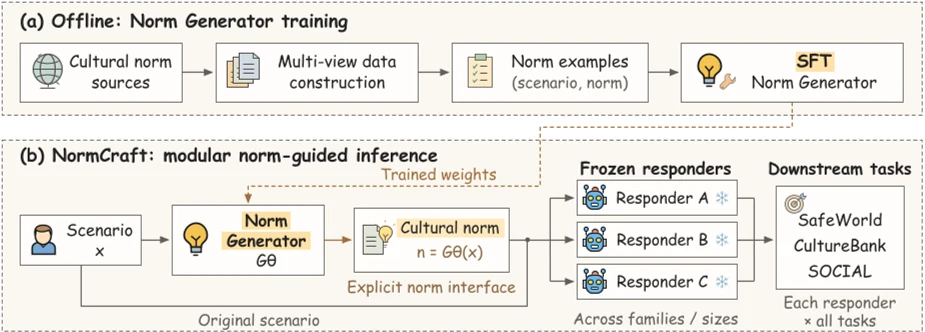 (a) Offline: Norm Generator training
Cultural norm
sources
Multi-view data
construction
Norm examples
(scenario, norm)
SFT
Norm Generator
(b) NormCraft: modular norm-guided inference
Trained weights
Scenario
x
Norm
Generator
Gθ
Cultural norm
n = Gθ(x)
Explicit norm interface
Original scenario
Frozen responders
Responder A
Responder B
Responder C
Across families / sizes
Downstream tasks
SafeWorld
CultureBank
SOCIAL
Each responder
× all tasks